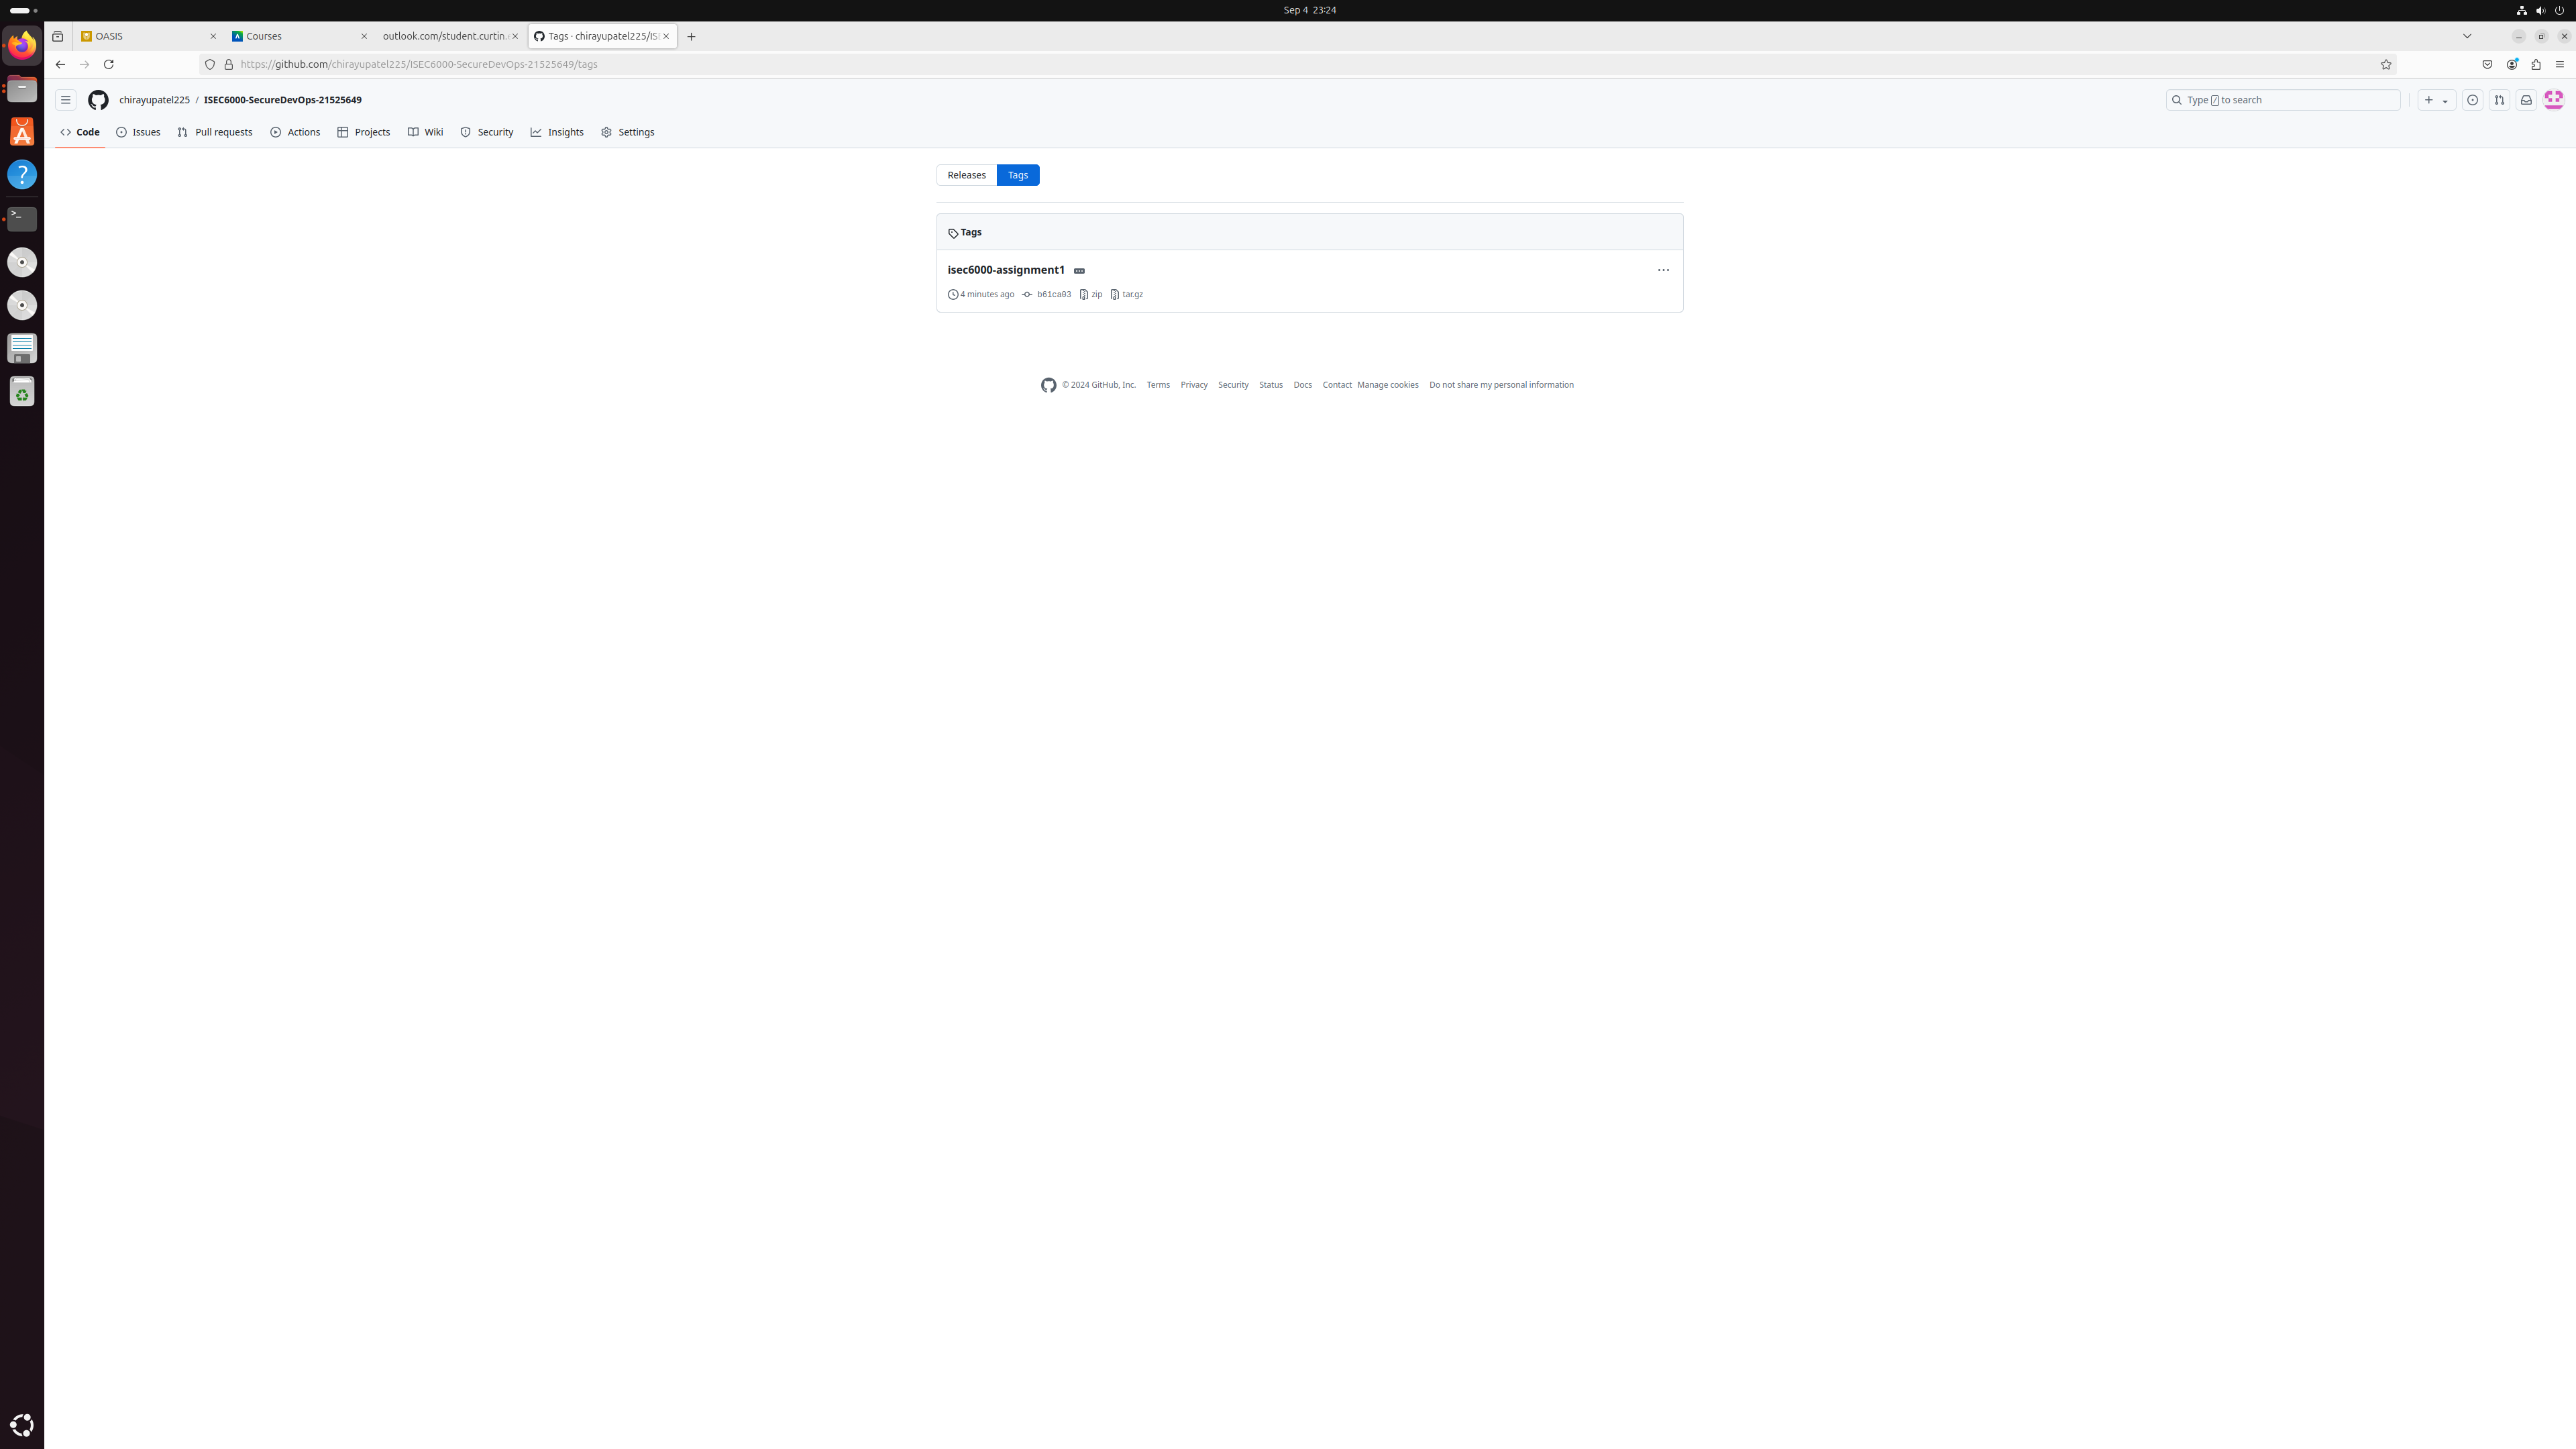 Sep 4 23:24
OASIS
Courses
outlook.com/student.curtin.
Tags · chirayupatel225/ISE
https://github.com/chirayupatel225/ISEC6000-SecureDevOps-21525649/tags
chirayupatel225 / ISEC6000-SecureDevOps-21525649
Type / to search
Code Issues Pull requests Actions Projects Wiki Security Insights Settings
Releases Tags
Tags
isec6000-assignment1
4 minutes ago b61ca03 zip tar.gz
© 2024 GitHub, Inc. Terms Privacy Security Status Docs Contact Manage cookies Do not share my personal information